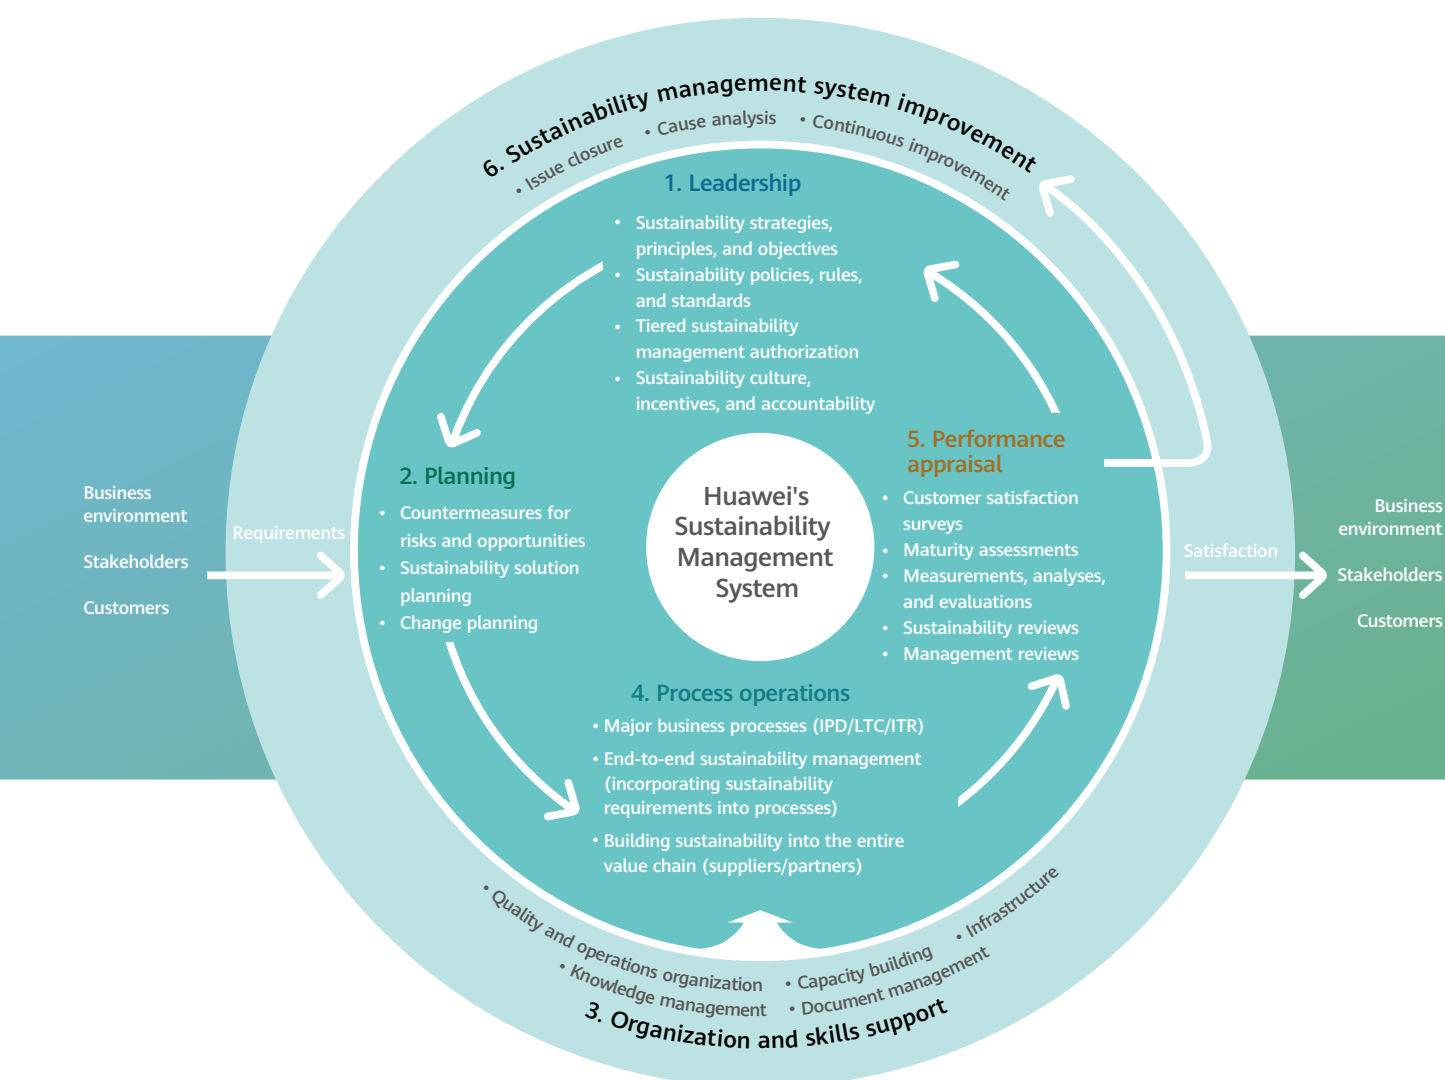 6. Sustainability management system improvement
• Issue closure • Cause analysis • Continuous improvement
1. Leadership
• Sustainability strategies,
principles, and objectives
• Sustainability policies, rules,
and standards
• Tiered sustainability
management authorization
• Sustainability culture,
incentives, and accountability
Business
environment
Stakeholders
Customers
Requirements
2. Planning
• Countermeasures for
risks and opportunities
• Sustainability solution
planning
• Change planning
Huawei's
Sustainability
Management
System
5. Performance
appraisal
• Customer satisfaction
surveys
• Maturity assessments
• Measurements, analyses,
and evaluations
• Sustainability reviews
• Management reviews
Satisfaction
Business
environment
Stakeholders
Customers
4. Process operations
• Major business processes (IPD/LTC/ITR)
• End-to-end sustainability management
(incorporating sustainability
requirements into processes)
• Building sustainability into the entire
value chain (suppliers/partners)
• Quality and operations organization • Capacity building • Infrastructure
• Knowledge management • Document management
3. Organization and skills support